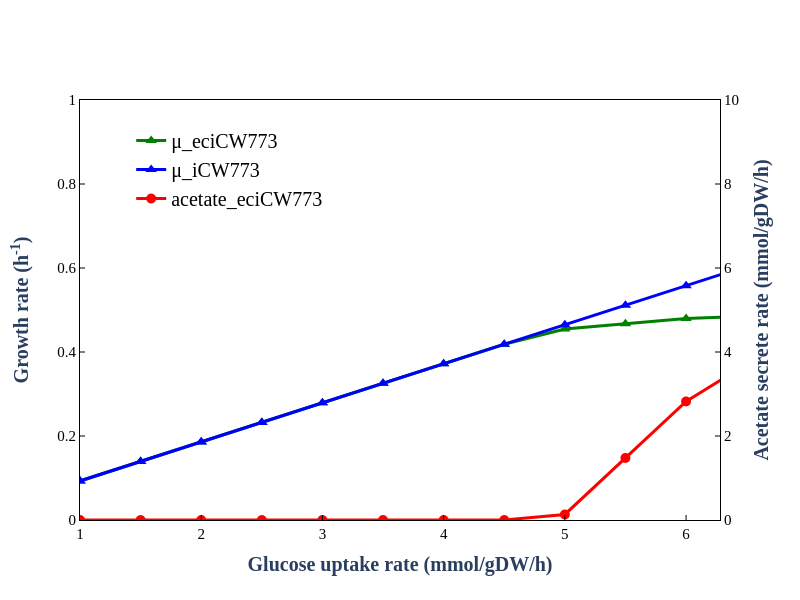 μ_eciCW773
μ_iCW773
acetate_eciCW773
1
0.8
0.6
0.4
0.2
0
10
8
6
4
2
0
1 2 3 4 5 6
Growth rate (h⁻¹)
Acetate secrete rate (mmol/gDW/h)
Glucose uptake rate (mmol/gDW/h)